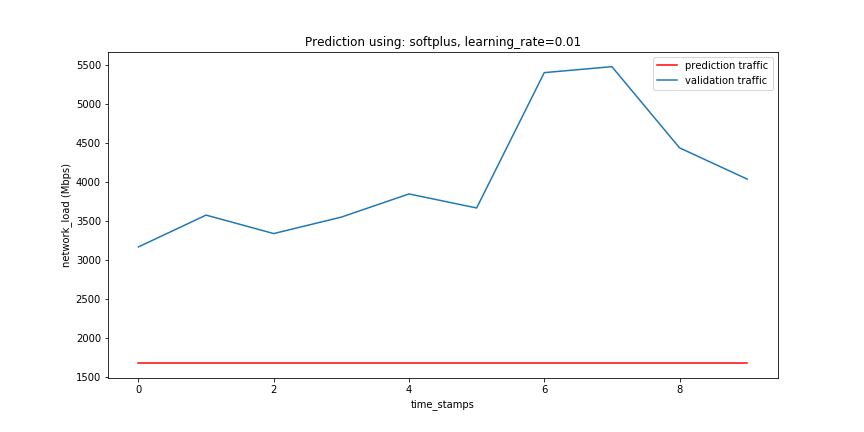 Prediction using: softplus, learning_rate=0.01
prediction traffic
validation traffic
network_load (Mbps)
5500
5000
4500
4000
3500
3000
2500
2000
1500
0
2
4
6
8
time_stamps